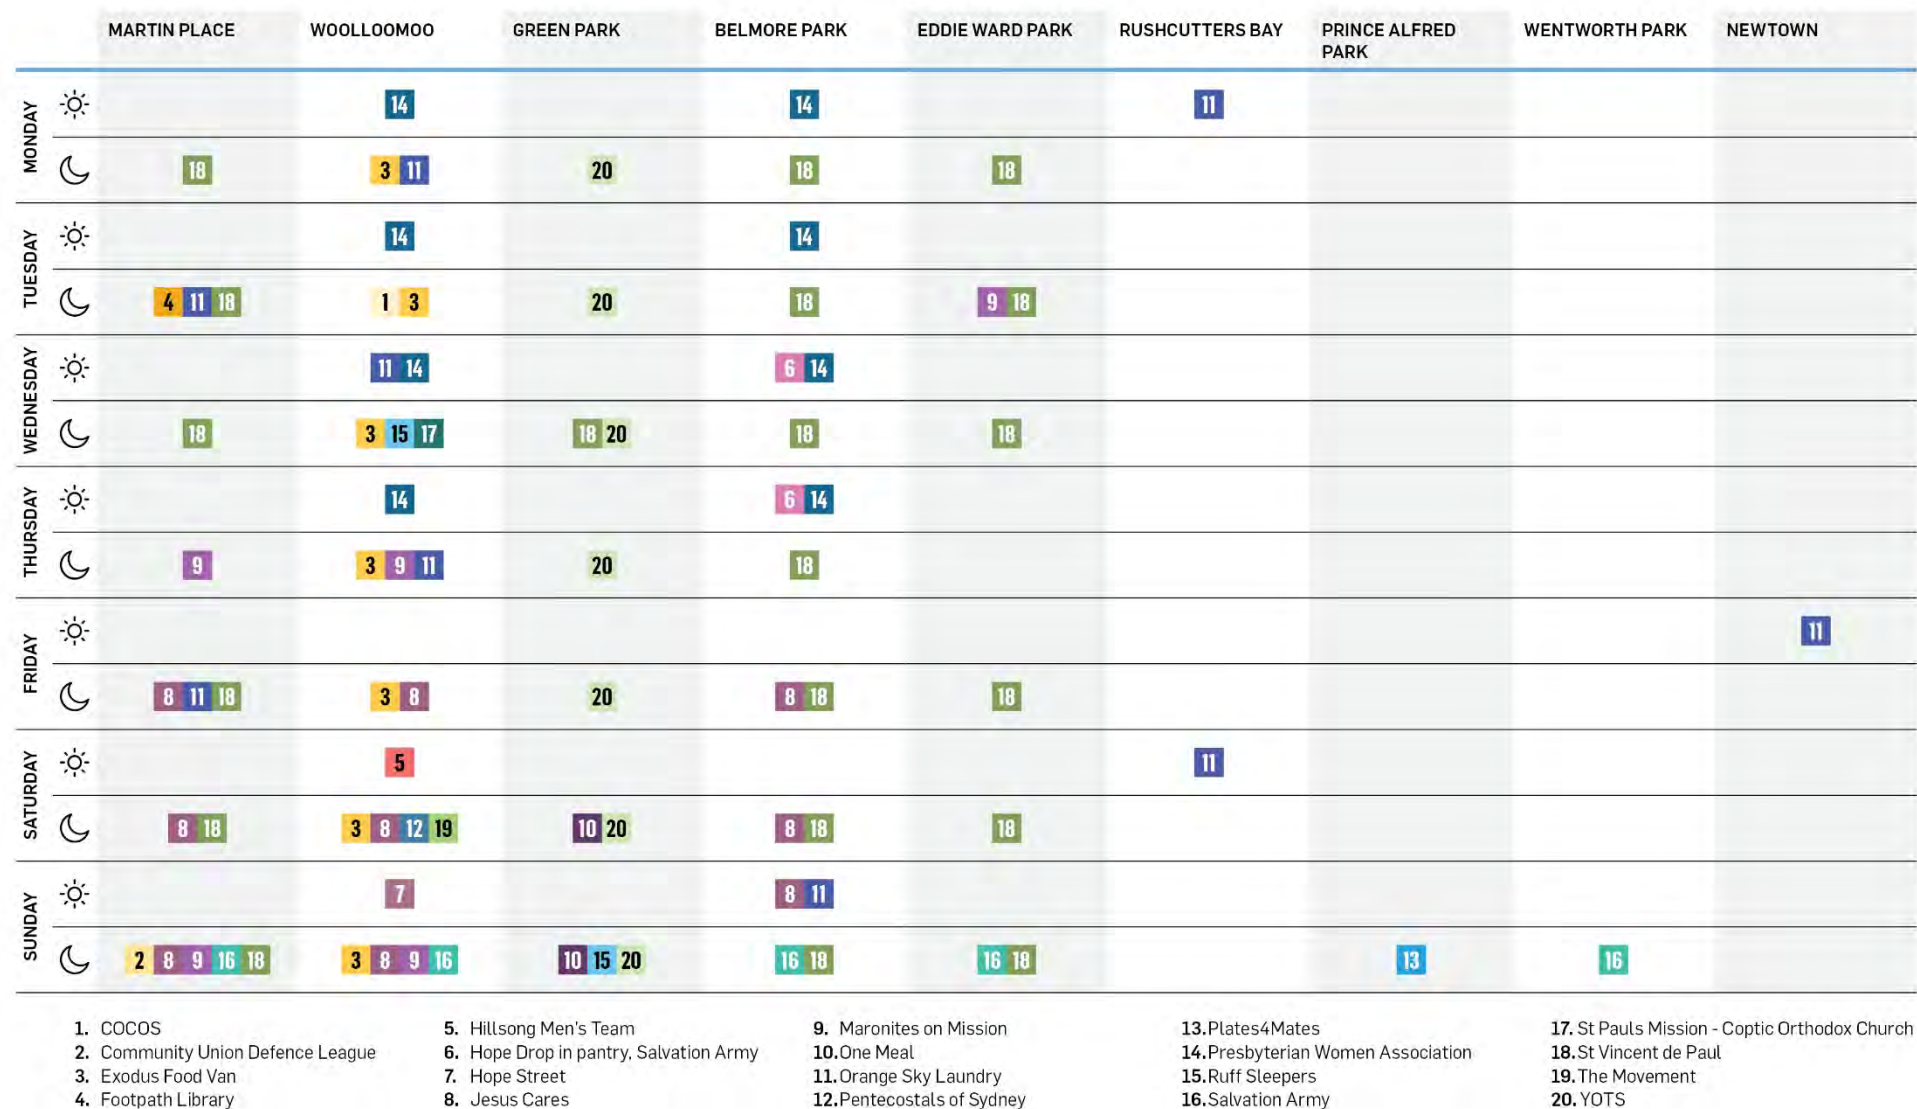 MARTIN PLACE WOOLLOOMOO GREEN PARK BELMORE PARK EDDIE WARD PARK RUSHCUTTERS BAY PRINCE ALFRED PARK WENTWORTH PARK NEWTOWN
MONDAY
14 14 11
18 3 11 20 18 18
TUESDAY
14 14
4 11 18 1 3 20 18 9 18
WEDNESDAY
11 14 6 14
18 3 15 17 18 20 18 18
THURSDAY
14 6 14
9 3 9 11 20 18
FRIDAY
11
8 11 18 3 8 20 8 18 18
SATURDAY
5 11
8 18 3 8 12 19 10 20 8 18 18
SUNDAY
7 8 11
2 8 9 16 18 3 8 9 16 10 15 20 16 18 16 18 13 16
1. COCOS
2. Community Union Defence League
3. Exodus Food Van
4. Footpath Library
5. Hillsong Men's Team
6. Hope Drop in pantry, Salvation Army
7. Hope Street
8. Jesus Cares
9. Maronites on Mission
10. One Meal
11. Orange Sky Laundry
12. Pentecostals of Sydney
13. Plates4Mates
14. Presbyterian Women Association
15. Ruff Sleepers
16. Salvation Army
17. St Pauls Mission - Coptic Orthodox Church
18. St Vincent de Paul
19. The Movement
20. YOTS